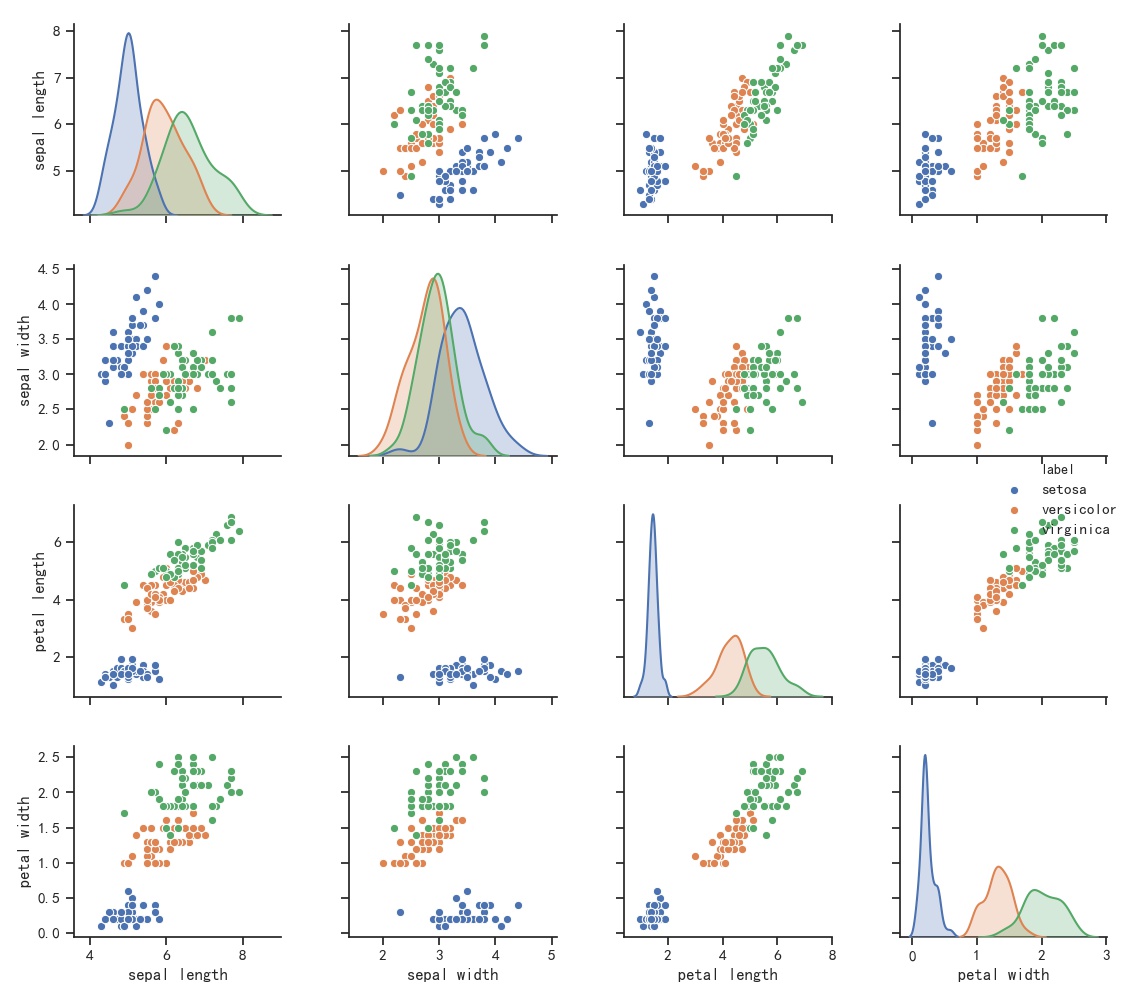 8
7
6
5
sepal length
4.5
4.0
3.5
3.0
2.5
2.0
sepal width
label
setosa
versicolor
virginica
6
4
2
petal length
2.5
2.0
1.5
1.0
0.5
0.0
petal width
4 6 8
sepal length
2 3 4 5
sepal width
2 4 6 8
petal length
0 1 2 3
petal width